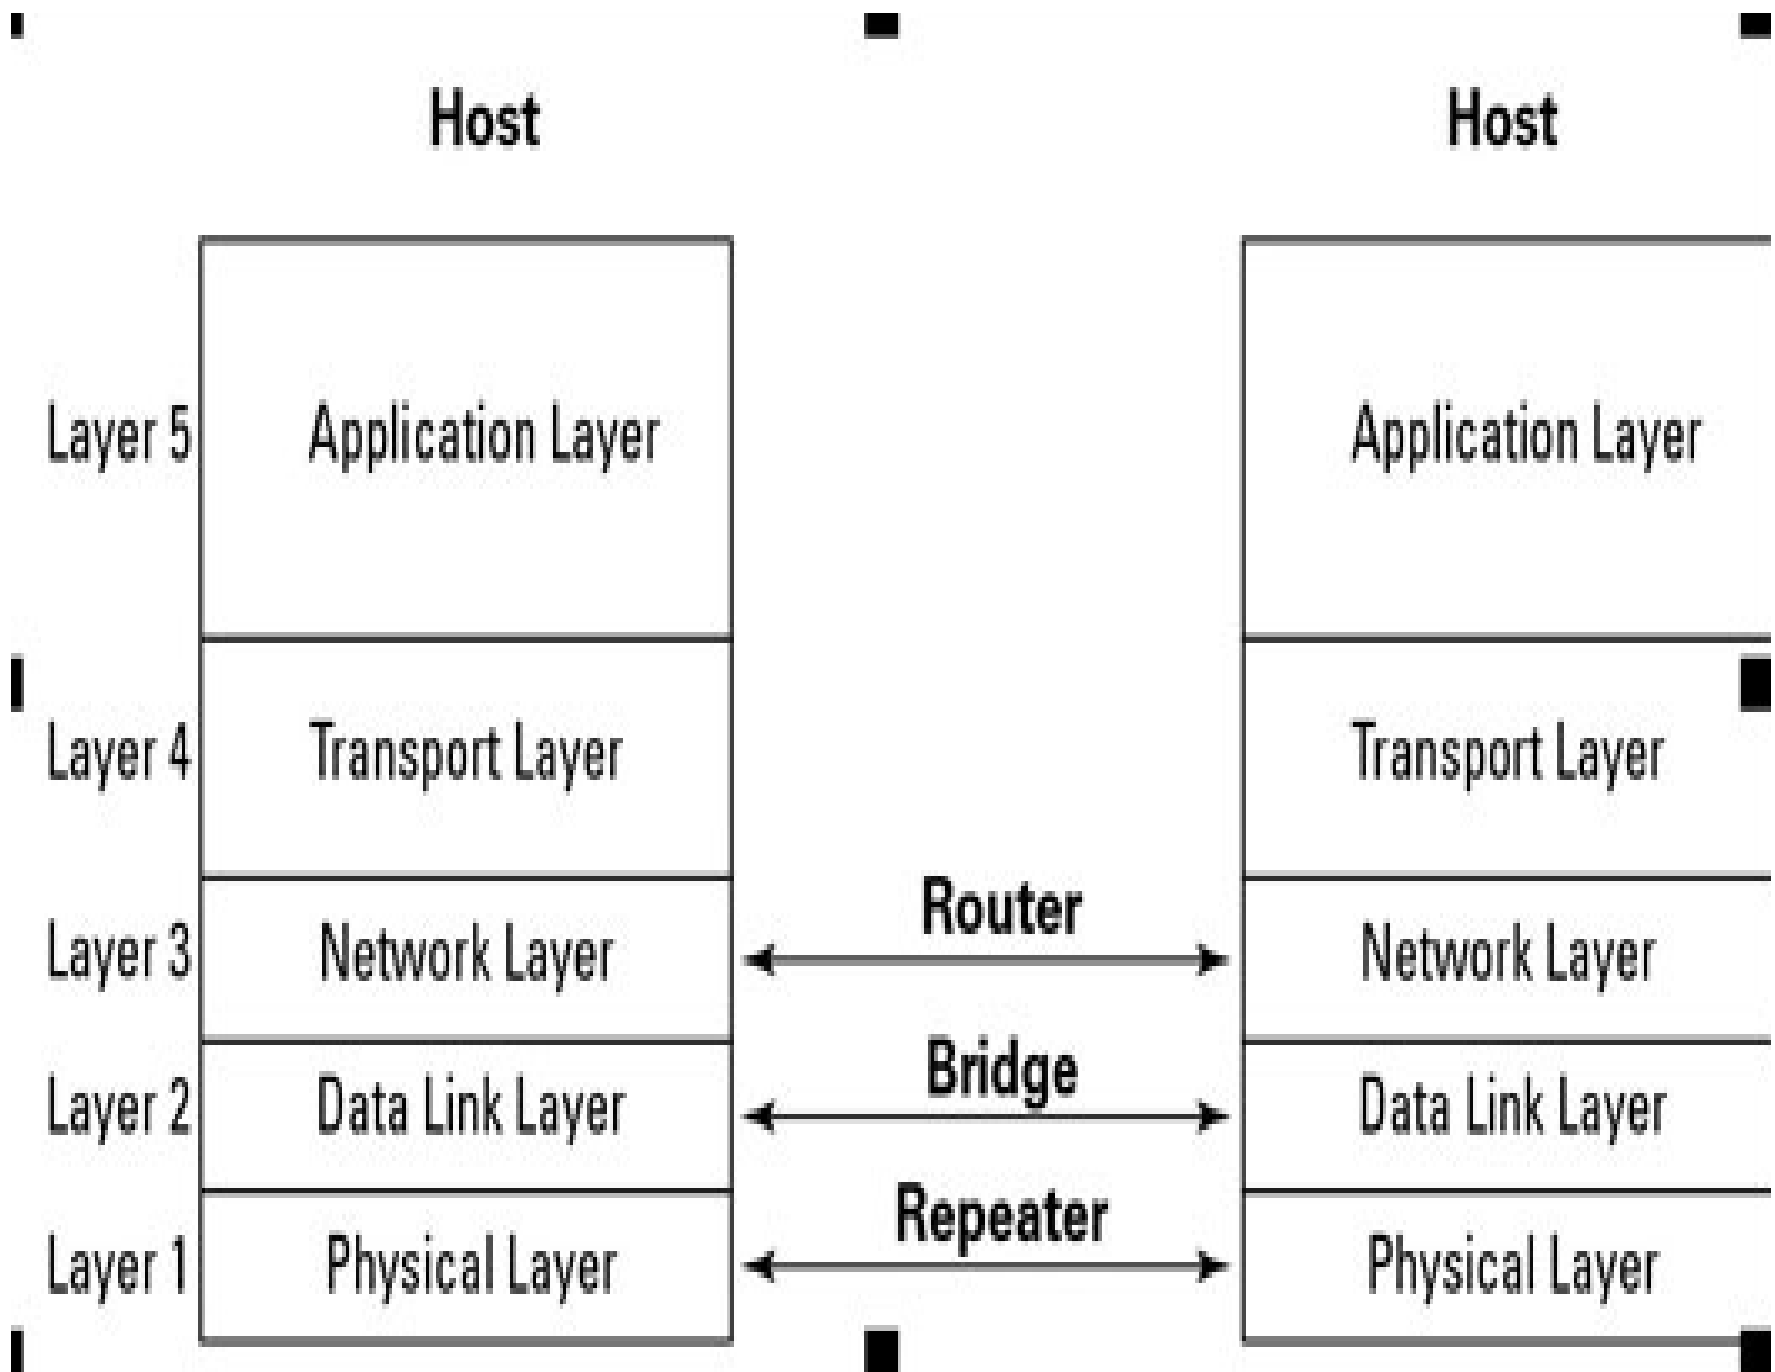 Host
Host
Layer 5
Application Layer
Application Layer
Layer 4
Transport Layer
Transport Layer
Router
Layer 3
Network Layer
Network Layer
Bridge
Layer 2
Data Link Layer
Data Link Layer
Repeater
Layer 1
Physical Layer
Physical Layer